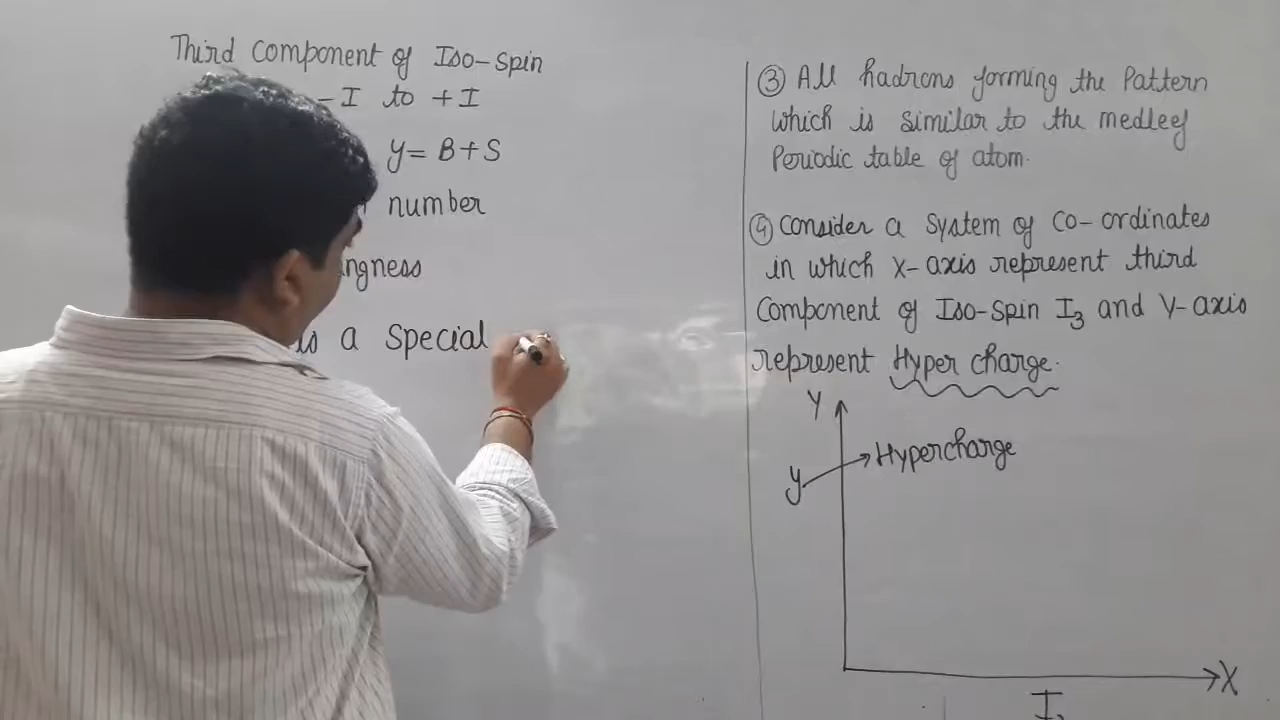 Third Component of Iso-spin
-I to +I
y= B+S
number
ngness
is a special
③ All hadrons forming the Pattern
which is similar to the medleef
Periodic table of atom.
④ Consider a System of Co-ordinates
in which X-axis represent third
Component of Iso-spin I₃ and Y-axis
represent Hyper charge.
Y
Hypercharge
y
X
I